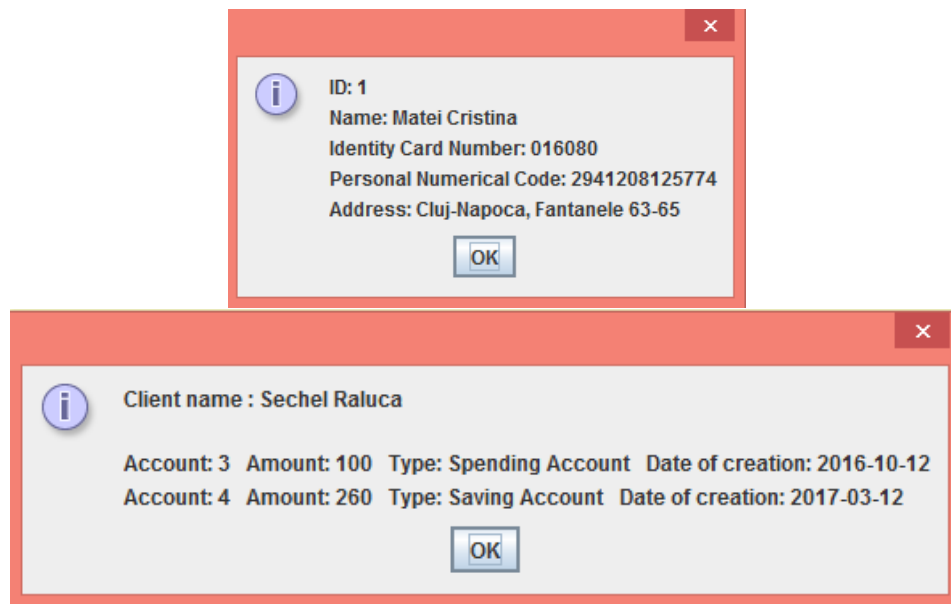 ID: 1
Name: Matei Cristina
Identity Card Number: 016080
Personal Numerical Code: 2941208125774
Address: Cluj-Napoca, Fantanele 63-65
OK
Client name : Sechel Raluca
Account: 3 Amount: 100 Type: Spending Account Date of creation: 2016-10-12
Account: 4 Amount: 260 Type: Saving Account Date of creation: 2017-03-12
OK